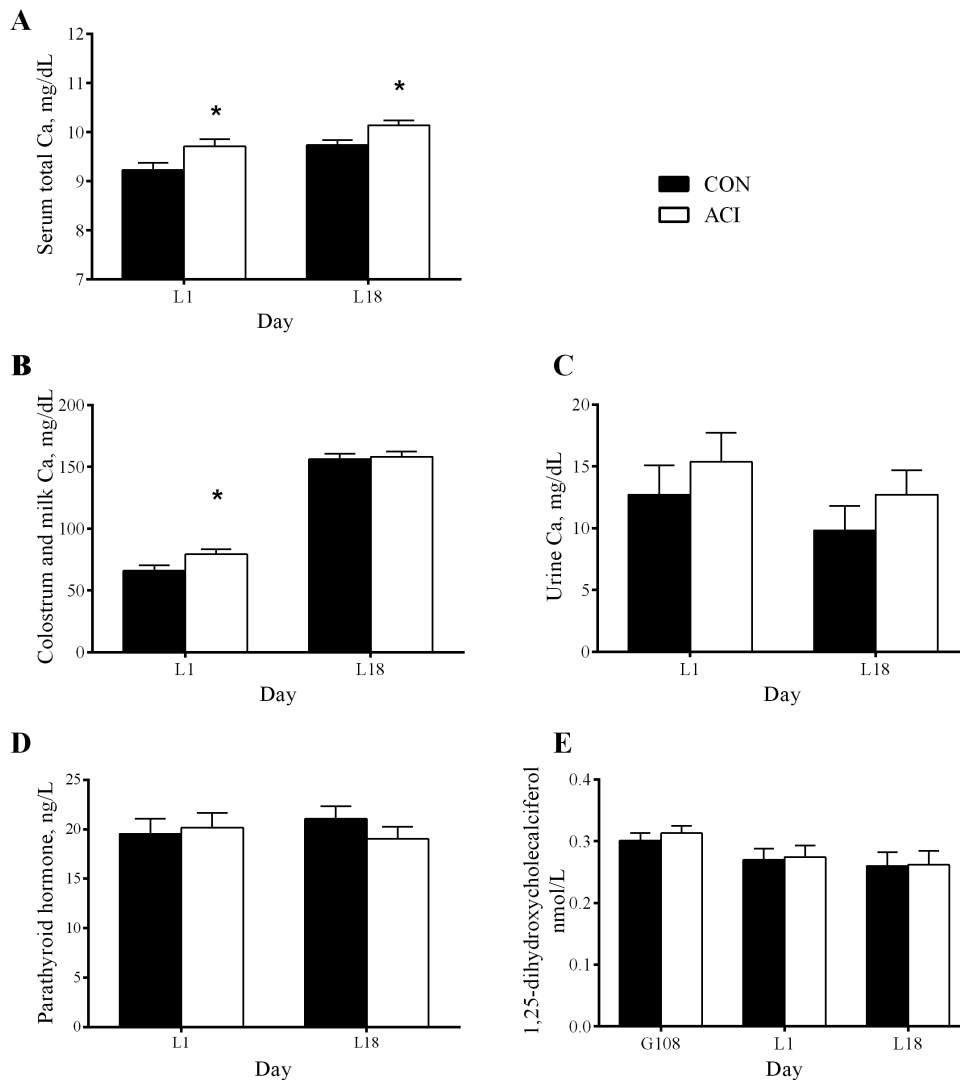 A
Serum total Ca, mg/dL
12
11
10
9
8
7
*
*
L1
L18
Day
CON
ACI
B
Colostrum and milk Ca, mg/dL
200
150
100
50
0
*
L1
L18
Day
C
Urine Ca, mg/dL
20
15
10
5
0
L1
L18
Day
D
Parathyroid hormone, ng/L
25
20
15
10
5
0
L1
L18
Day
E
1,25-dihydroxycholecalciferol
nmol/L
0.4
0.3
0.2
0.1
0.0
G108
L1
L18
Day